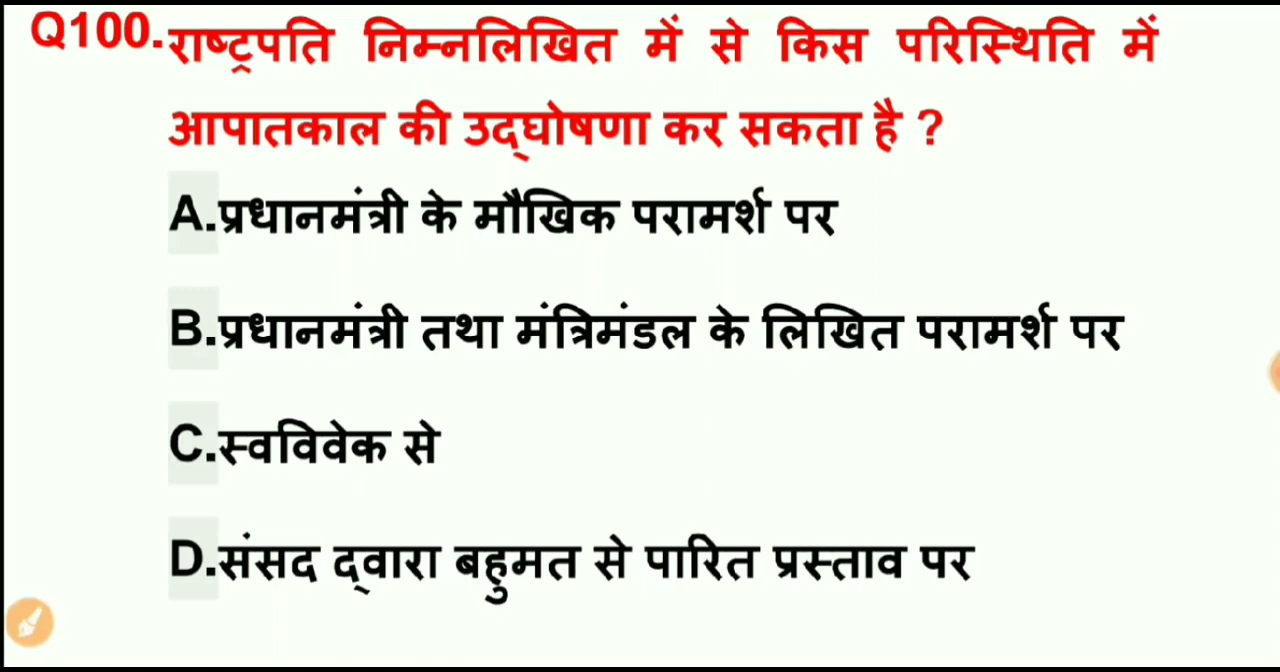 Q100.राष्ट्रपति निम्नलिखित में से किस परिस्थिति में
आपातकाल की उद्घोषणा कर सकता है ?
A.प्रधानमंत्री के मौखिक परामर्श पर
B.प्रधानमंत्री तथा मंत्रिमंडल के लिखित परामर्श पर
C.स्वविवेक से
D.संसद द्वारा बहुमत से पारित प्रस्ताव पर